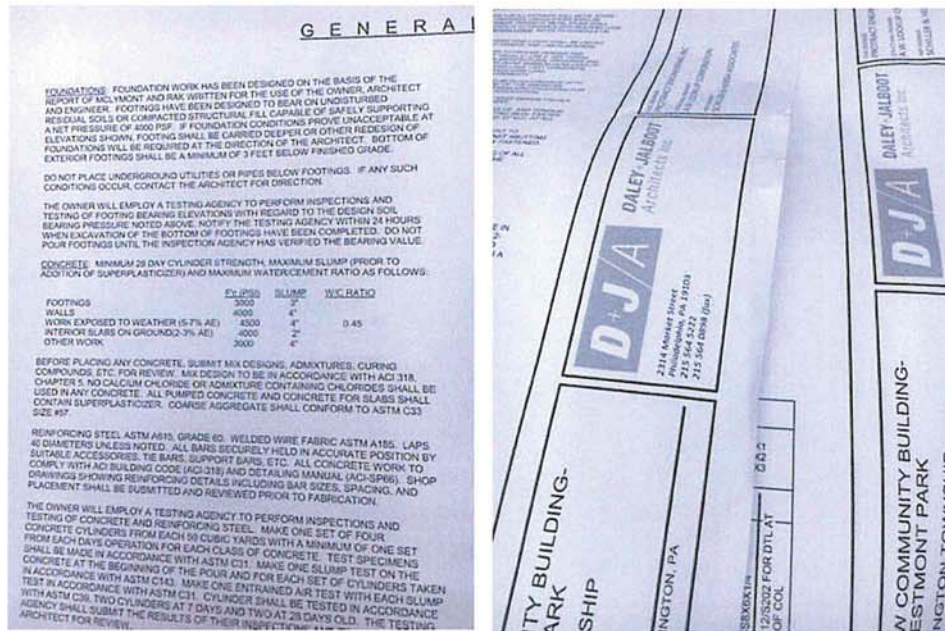 GENERAL
FOUNDATIONS: FOUNDATION WORK HAS BEEN DESIGNED ON THE BASIS OF THE
REPORT OF MCLYMONT AND RAK WRITTEN FOR THE USE OF THE OWNER, ARCHITECT
AND ENGINEER. FOOTINGS HAVE BEEN DESIGNED TO BEAR ON UNDISTURBED
RESIDUAL SOILS OR COMPACTED STRUCTURAL FILL CAPABLE OF SAFELY SUPPORTING
A NET PRESSURE OF 4000 PSF. IF FOUNDATION CONDITIONS PROVE UNACCEPTABLE AT
ELEVATIONS SHOWN, FOOTING SHALL BE CARRIED DEEPER OR OTHER REDESIGN OF
FOUNDATIONS WILL BE REQUIRED AT THE DIRECTION OF THE ARCHITECT. BOTTOM OF
EXTERIOR FOOTINGS SHALL BE A MINIMUM OF 3 FEET BELOW FINISHED GRADE.
DO NOT PLACE UNDERGROUND UTILITIES OR PIPES BELOW FOOTINGS. IF ANY SUCH
CONDITIONS OCCUR, CONTACT THE ARCHITECT FOR DIRECTION.
THE OWNER WILL EMPLOY A TESTING AGENCY TO PERFORM INSPECTIONS AND
TESTING OF FOOTING BEARING ELEVATIONS WITH REGARD TO THE DESIGN SOIL
BEARING PRESSURE NOTED ABOVE. NOTIFY THE TESTING AGENCY WITHIN 24 HOURS
WHEN EXCAVATION OF THE BOTTOM OF FOOTINGS HAVE BEEN COMPLETED. DO NOT
POUR FOOTINGS UNTIL THE INSPECTION AGENCY HAS VERIFIED THE BEARING VALUE.
CONCRETE: MINIMUM 28 DAY CYLINDER STRENGTH, MAXIMUM SLUMP (PRIOR TO
ADDITION OF SUPERPLASTICIZER) AND MAXIMUM WATER/CEMENT RATIO AS FOLLOWS:
F'c (PSI) SLUMP W/C RATIO
FOOTINGS 3000 3"
WALLS 4000
WORK EXPOSED TO WEATHER (5-7% AE) 4500 4" 0.45
INTERIOR SLABS ON GROUND(2-3% AE) 4000
OTHER WORK 3000
BEFORE PLACING ANY CONCRETE, SUBMIT MIX DESIGNS, ADMIXTURES, CURING
COMPOUNDS, ETC. FOR REVIEW. MIX DESIGN TO BE IN ACCORDANCE WITH ACI 318,
CHAPTER 5. NO CALCIUM CHLORIDE OR ADMIXTURE CONTAINING CHLORIDES SHALL BE
USED IN ANY CONCRETE. ALL PUMPED CONCRETE AND CONCRETE FOR SLABS SHALL
CONTAIN SUPERPLASTICIZER. COARSE AGGREGATE SHALL CONFORM TO ASTM C33
SIZE #57.
REINFORCING STEEL ASTM A615, GRADE 60. WELDED WIRE FABRIC ASTM A185. LAPS
40 DIAMETERS UNLESS NOTED. ALL BARS SECURELY HELD IN ACCURATE POSITION BY
SUITABLE ACCESSORIES, TIE BARS, SUPPORT BARS, ETC. ALL CONCRETE WORK TO
COMPLY WITH ACI BUILDING CODE (ACI-318) AND DETAILING MANUAL (ACI-SP66). SHOP
DRAWINGS SHOWING REINFORCING DETAILS INCLUDING BAR SIZES, SPACING, AND
PLACEMENT SHALL BE SUBMITTED AND REVIEWED PRIOR TO FABRICATION.
THE OWNER WILL EMPLOY A TESTING AGENCY TO PERFORM INSPECTIONS AND
TESTING OF CONCRETE AND REINFORCING STEEL. MAKE ONE SET OF FOUR
CONCRETE CYLINDERS FROM EACH 50 CUBIC YARDS WITH A MINIMUM OF ONE SET
FROM EACH DAYS OPERATION FOR EACH CLASS OF CONCRETE. TEST SPECIMENS
SHALL BE MADE IN ACCORDANCE WITH ASTM C31. MAKE ONE SLUMP TEST ON THE
CONCRETE AT THE BEGINNING OF THE POUR AND FOR EACH SET OF CYLINDERS TAKEN
IN ACCORDANCE WITH ASTM C143. MAKE ONE ENTRAINED AIR TEST WITH EACH SLUMP
TEST IN ACCORDANCE WITH ASTM C31. CYLINDER SHALL BE TESTED IN ACCORDANCE
WITH ASTM C39, TWO CYLINDERS AT 7 DAYS AND TWO AT 28 DAYS OLD. THE TESTING
AGENCY SHALL SUBMIT THE RESULTS OF THEIR INSPECTIONS
ARCHITECT FOR REVIEW.
D+J/A
DALEY+JALBOOT
Architects Inc
2314 Market Street
Philadelphia, PA 19103
215 564 5222
215 564 0898 (fax)
TY BUILDING-
ARK
SHIP
INGTON, PA
12/S202 FOR DTL AT
OF COL
D+J/A
DALEY+JALBOOT
Architects Inc
W COMMUNITY BUILDING-
ESTMONT PARK